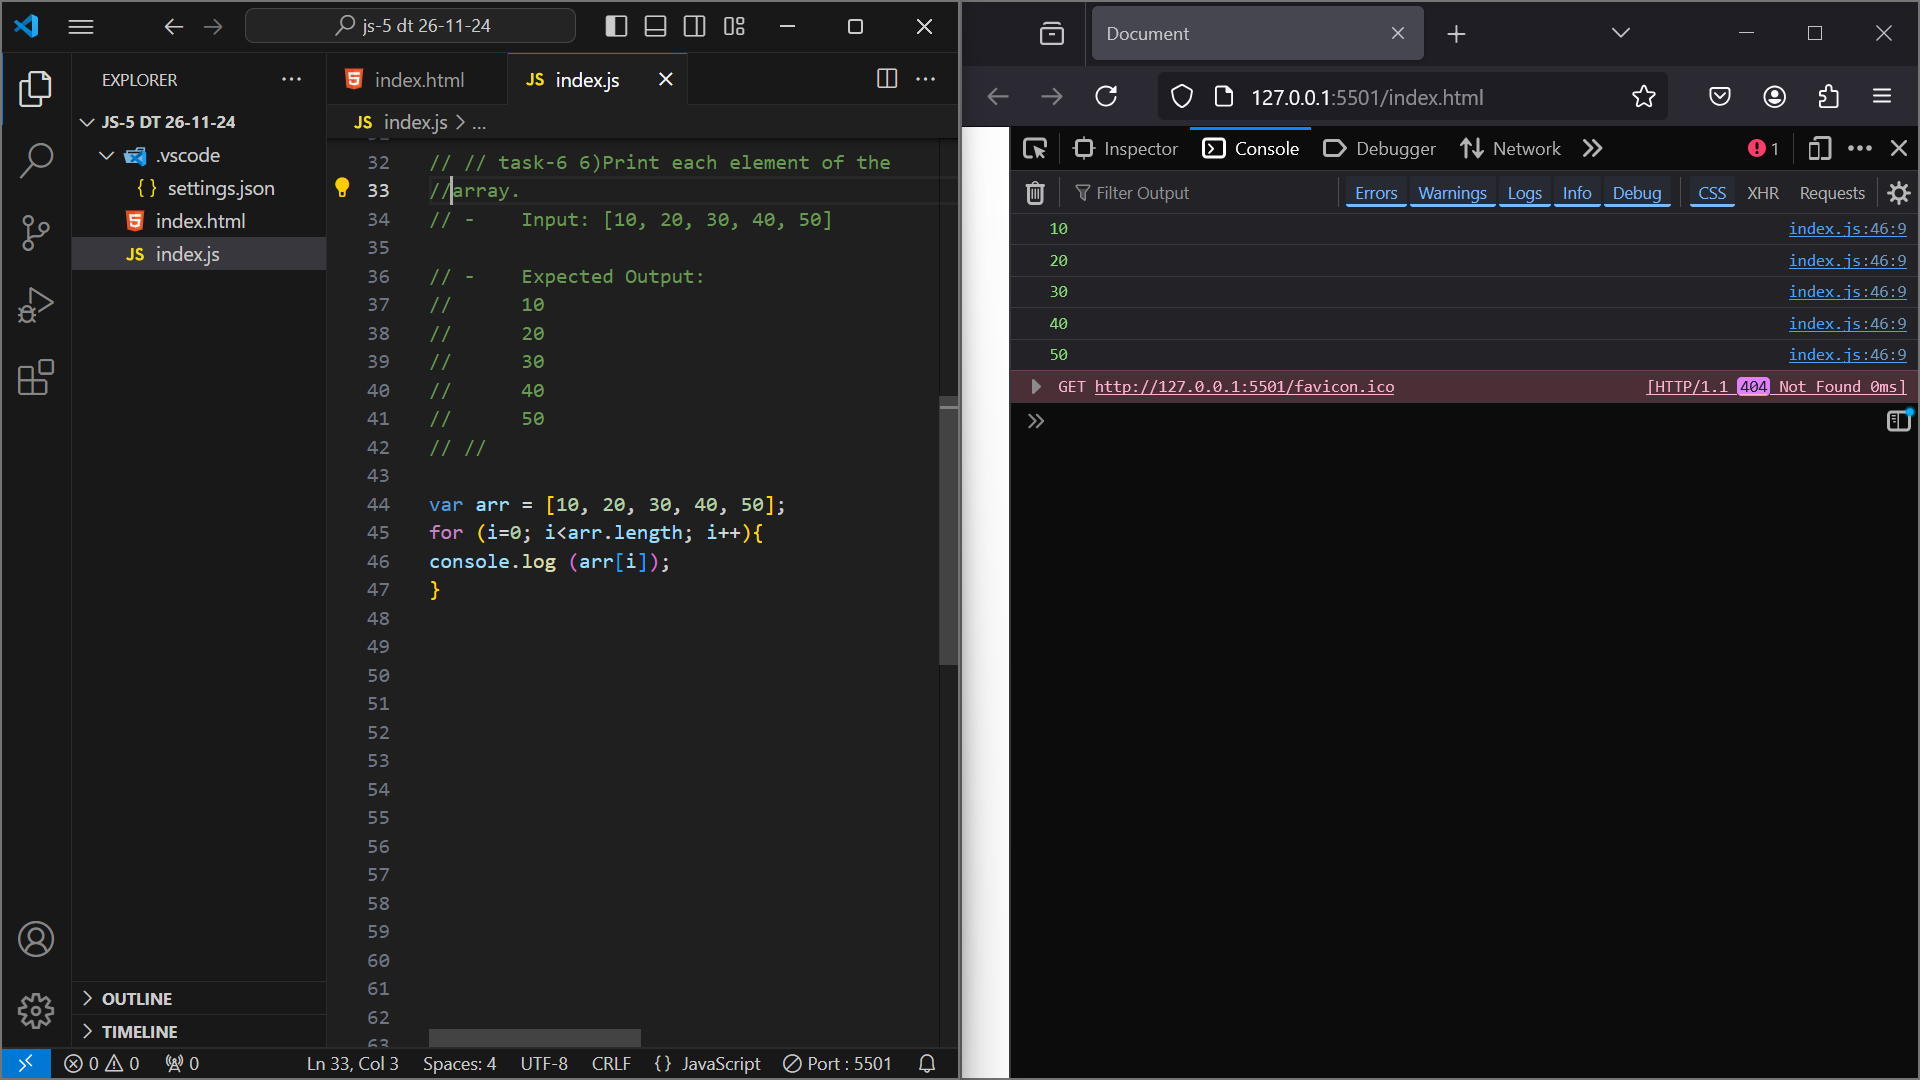 js-5 dt 26-11-24
EXPLORER
JS-5 DT 26-11-24
.vscode
{ } settings.json
index.html
JS index.js
OUTLINE
TIMELINE
index.html
JS index.js
JS index.js > ...
32 // // task-6 6)Print each element of the
33 //array.
34 // - Input: [10, 20, 30, 40, 50]
35
36 // - Expected Output:
37 // 10
38 // 20
39 // 30
40 // 40
41 // 50
42 // //
43
44 var arr = [10, 20, 30, 40, 50];
45 for (i=0; i<arr.length; i++){
46 console.log (arr[i]);
47 }
48
49
50
51
52
53
54
55
56
57
58
59
60
61
62
63
0 0 0 Ln 33, Col 3 Spaces: 4 UTF-8 CRLF { } JavaScript Port : 5501
Document
127.0.0.1:5501/index.html
Inspector Console Debugger Network 1
Filter Output Errors Warnings Logs Info Debug CSS XHR Requests
10 index.js:46:9
20 index.js:46:9
30 index.js:46:9
40 index.js:46:9
50 index.js:46:9
GET http://127.0.0.1:5501/favicon.ico [HTTP/1.1 404 Not Found 0ms]